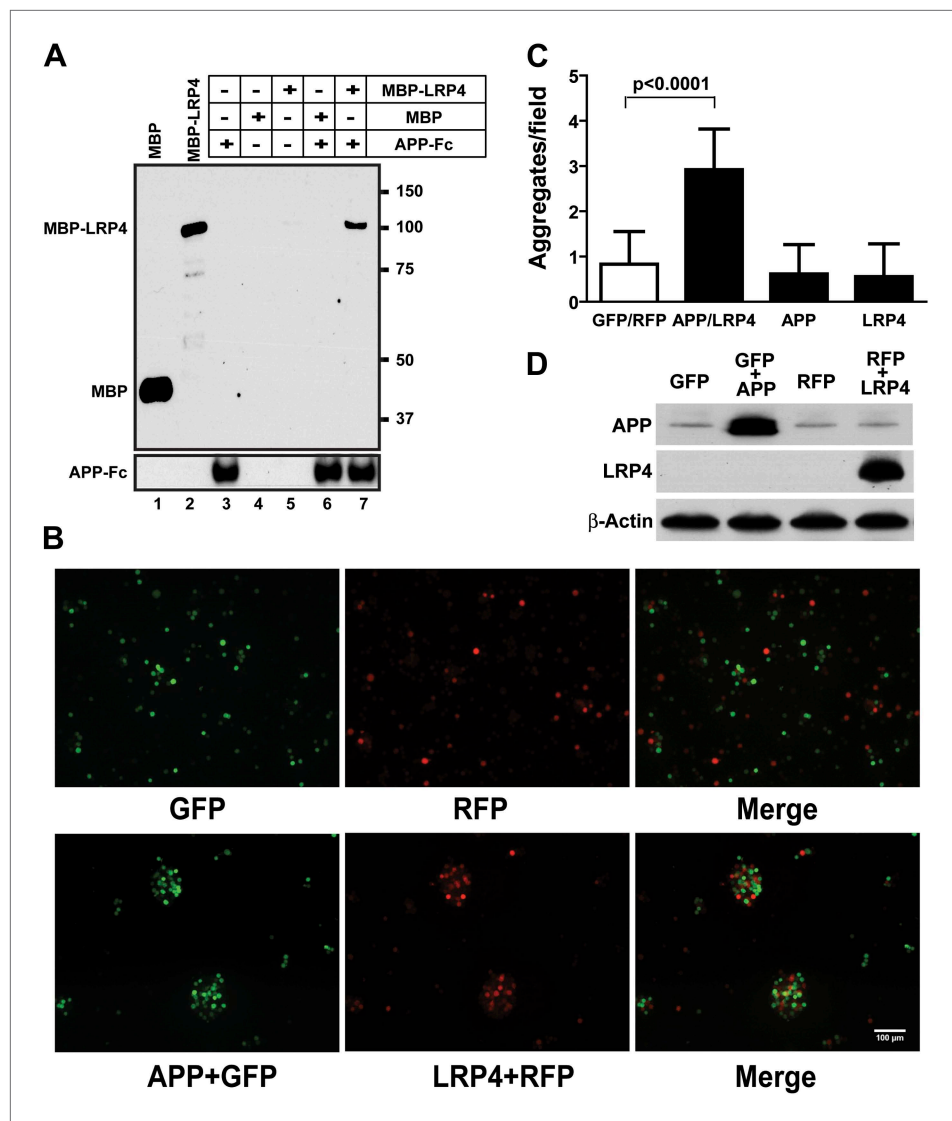 A
MBP
MBP-LRP4
- - + - + MBP-LRP4
- + - + - MBP
+ - - + + APP-Fc
150
MBP-LRP4
100
75
50
MBP
37
APP-Fc
1 2 3 4 5 6 7
C
Aggregates/field
5
4
3
2
1
0
p<0.0001
GFP/RFP APP/LRP4 APP LRP4
D
GFP GFP + APP RFP RFP + LRP4
APP
LRP4
β-Actin
B
GFP RFP Merge
100 µm
APP+GFP LRP4+RFP Merge